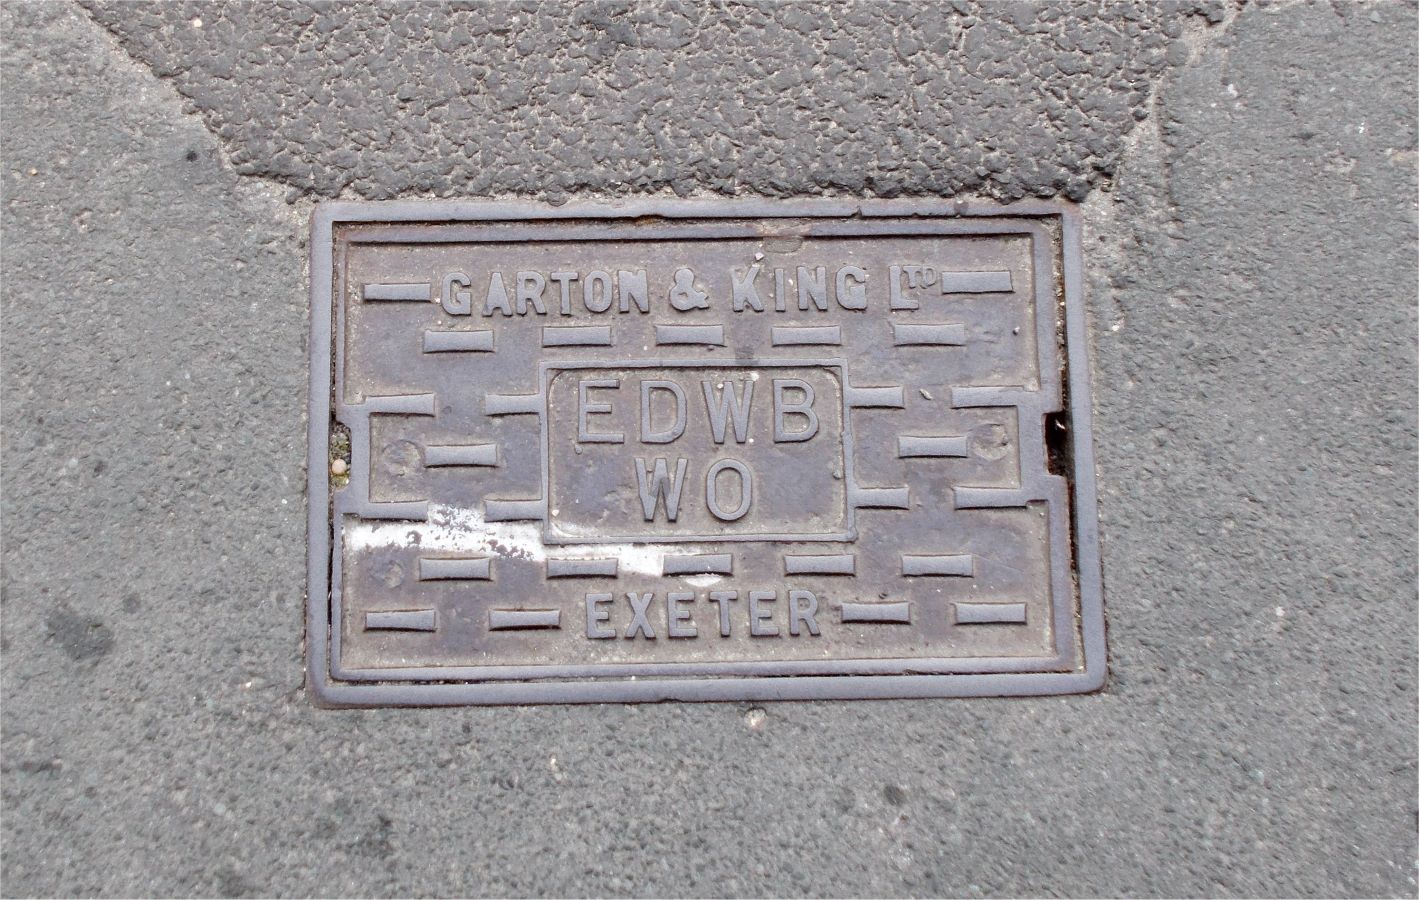 GARTON & KING LTD
EDWB
WO
EXETER